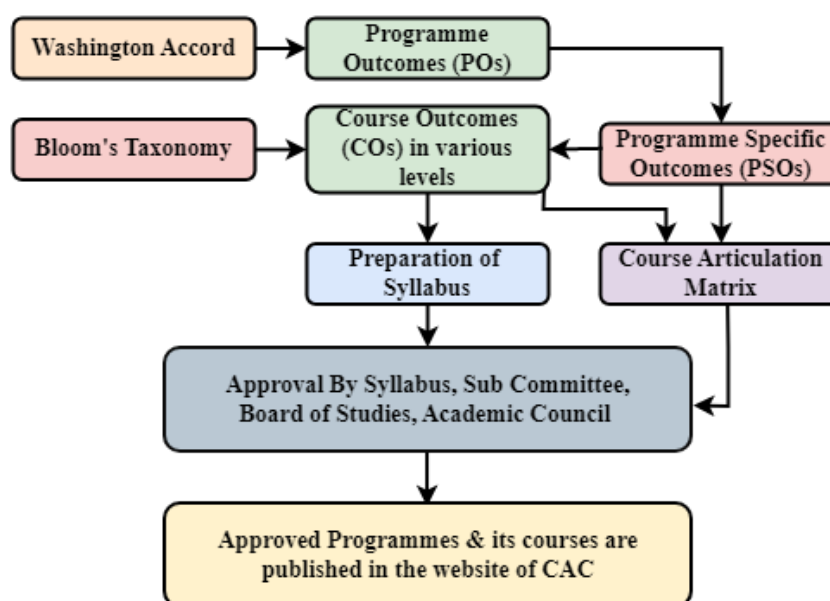 Washington Accord
Programme
Outcomes (POs)
Bloom's Taxonomy
Course Outcomes
(COs) in various
levels
Programme Specific
Outcomes (PSOs)
Preparation of
Syllabus
Course Articulation
Matrix
Approval By Syllabus, Sub Committee,
Board of Studies, Academic Council
Approved Programmes & its courses are
published in the website of CAC